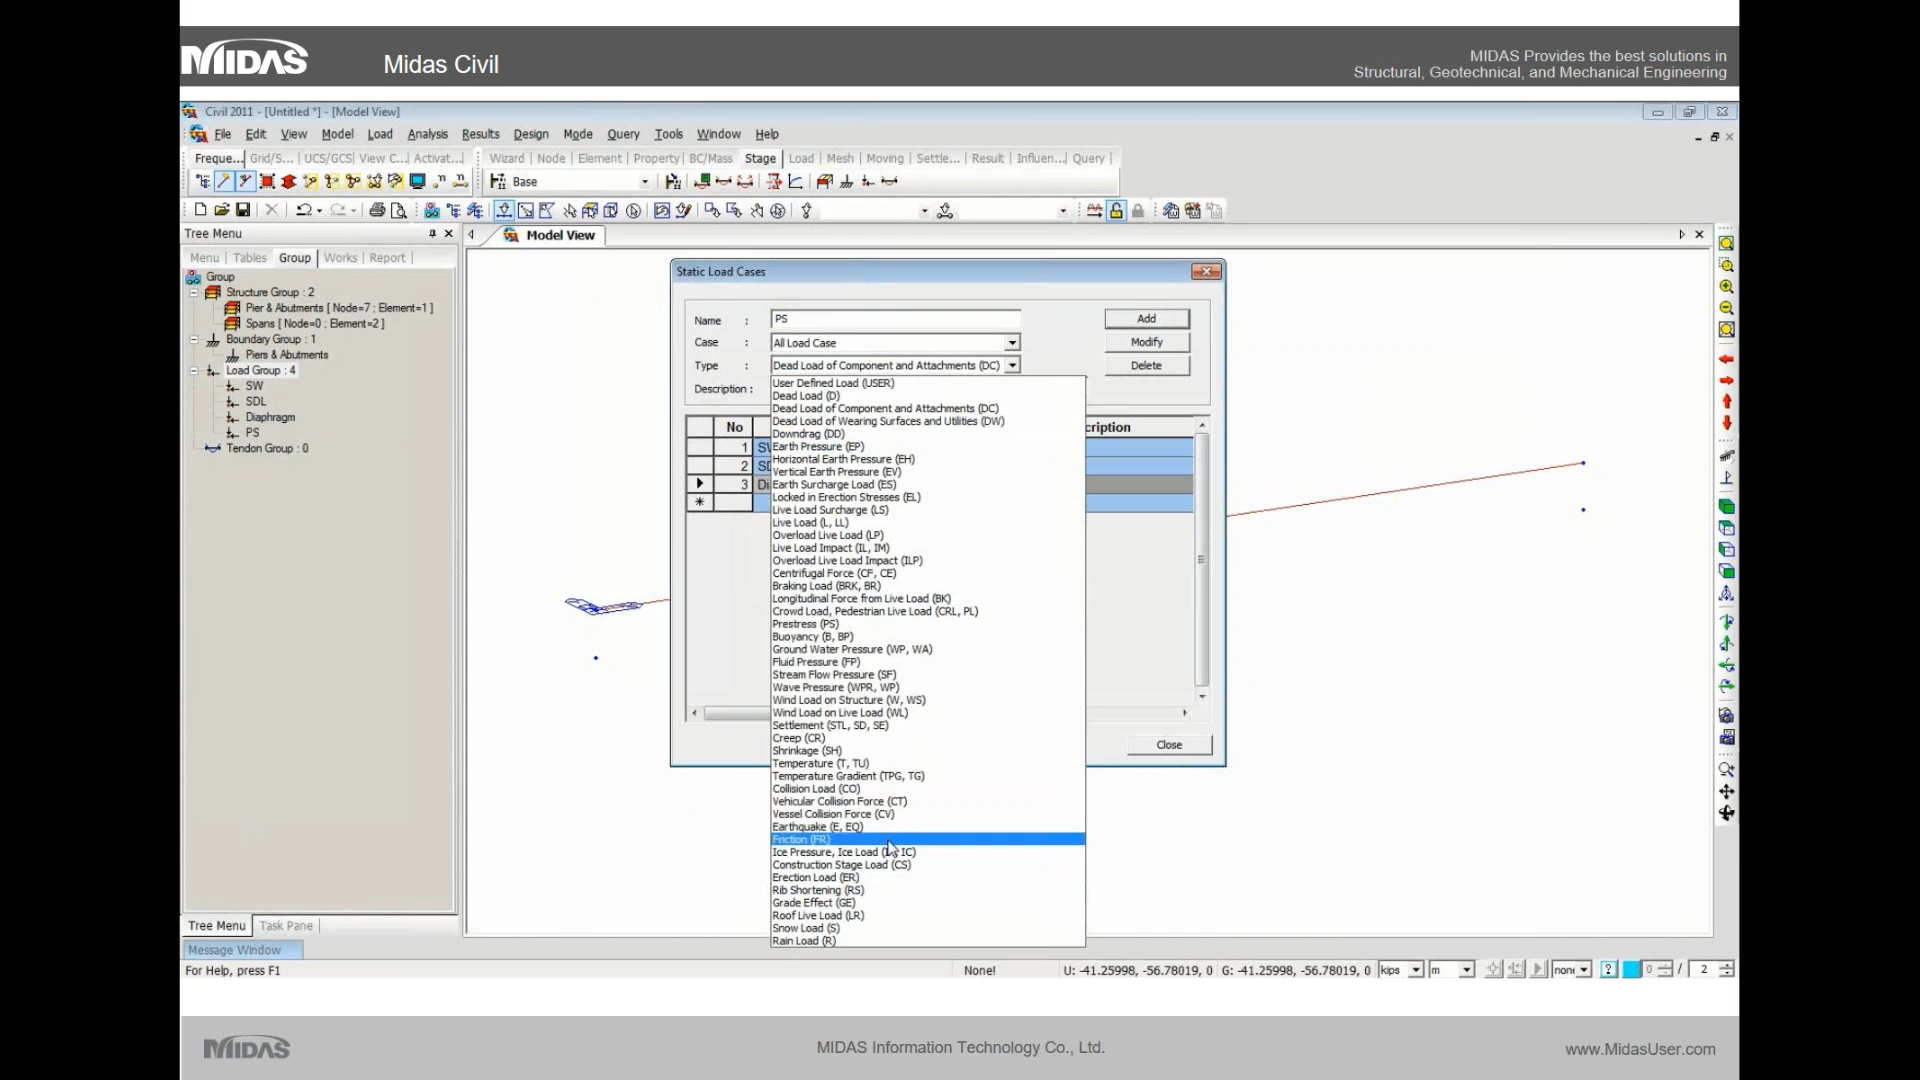 MIDAS
Midas Civil
MIDAS Provides the best solutions in
Structural, Geotechnical, and Mechanical Engineering
Civil 2011 - [Untitled *] - [Model View]
File Edit View Model Load Analysis Results Design Mode Query Tools Window Help
Freque... Grid/S... UCS/GCS View C... Activat... Wizard Node Element Property BC/Mass Stage Load Mesh Moving Settle... Result Influen... Query
Base
Tree Menu
Model View
Menu Tables Group Works Report
Group
Structure Group : 2
Pier & Abutments [ Node=7 ; Element=1 ]
Spans [ Node=0 ; Element=2 ]
Boundary Group : 1
Piers & Abutments
Load Group : 4
SW
SDL
Diaphragm
PS
Tendon Group : 0
Static Load Cases
Name : PS Add
Case : All Load Case Modify
Type : Dead Load of Component and Attachments (DC) Delete
Description :
No cription
1 SW
2 SD
3 Di
*
User Defined Load (USER)
Dead Load (D)
Dead Load of Component and Attachments (DC)
Dead Load of Wearing Surfaces and Utilities (DW)
Downdrag (DD)
Earth Pressure (EP)
Horizontal Earth Pressure (EH)
Vertical Earth Pressure (EV)
Earth Surcharge Load (ES)
Locked in Erection Stresses (EL)
Live Load Surcharge (LS)
Live Load (L, LL)
Overload Live Load (LP)
Live Load Impact (IL, IM)
Overload Live Load Impact (ILP)
Centrifugal Force (CF, CE)
Braking Load (BRK, BR)
Longitudinal Force from Live Load (BK)
Crowd Load, Pedestrian Live Load (CRL, PL)
Prestress (PS)
Buoyancy (B, BP)
Ground Water Pressure (WP, WA)
Fluid Pressure (FP)
Stream Flow Pressure (SF)
Wave Pressure (WPR, WP)
Wind Load on Structure (W, WS)
Wind Load on Live Load (WL)
Settlement (STL, SD, SE)
Creep (CR)
Shrinkage (SH)
Temperature (T, TU)
Temperature Gradient (TPG, TG)
Collision Load (CO)
Vehicular Collision Force (CT)
Vessel Collision Force (CV)
Earthquake (E, EQ)
Friction (FR)
Ice Pressure, Ice Load ( IC)
Construction Stage Load (CS)
Erection Load (ER)
Rib Shortening (RS)
Grade Effect (GE)
Roof Live Load (LR)
Snow Load (S)
Rain Load (R)
Close
Tree Menu Task Pane
Message Window
For Help, press F1 None! U: -41.25998, -56.78019, 0 G: -41.25998, -56.78019, 0 kips m none ? 0 / 2
MIDAS
MIDAS Information Technology Co., Ltd.
www.MidasUser.com